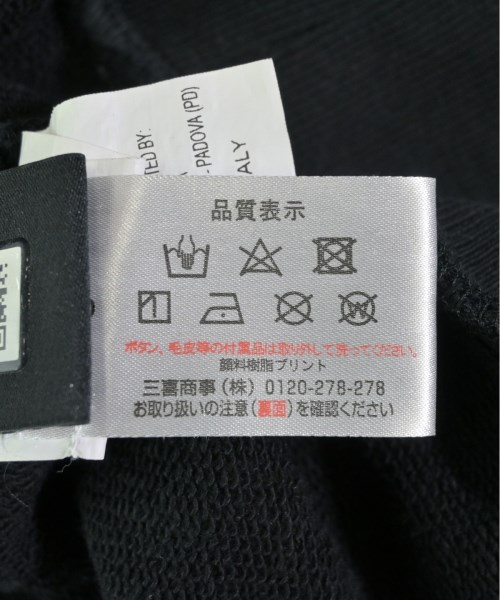 TED BY:
PADOVA (PD)
ALY
品質表示
W
ボタン、毛皮等の付属品は取り外して洗ってください。
顔料樹脂プリント
三喜商事(株) 0120-278-278
お取り扱いの注意(裏面)を確認ください